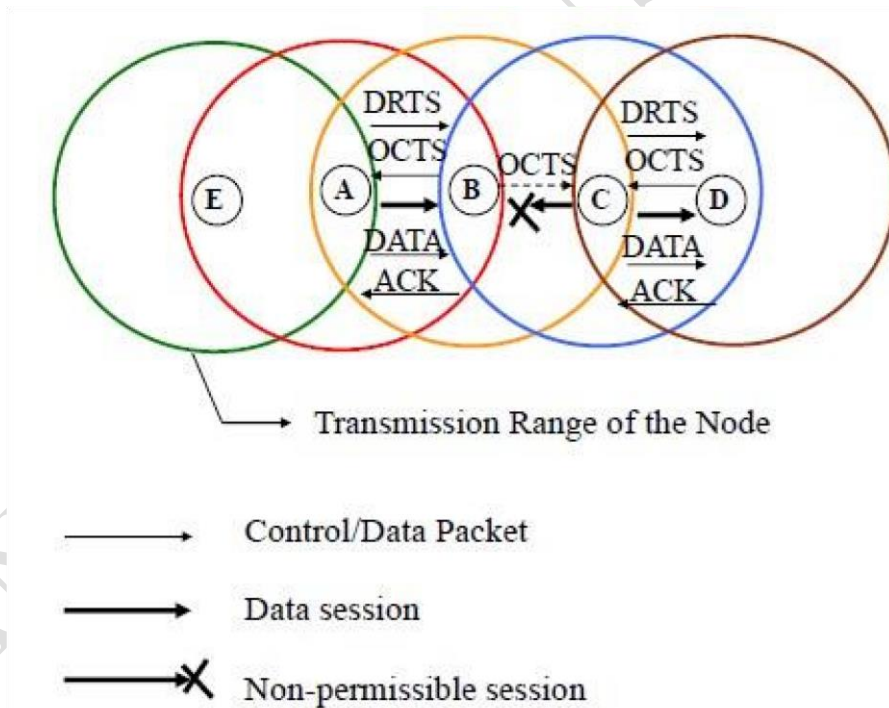 DRTS
DRTS
OCTS
OCTS
OCTS
E
A
B
C
D
DATA
DATA
ACK
ACK
Transmission Range of the Node
Control/Data Packet
Data session
Non-permissible session